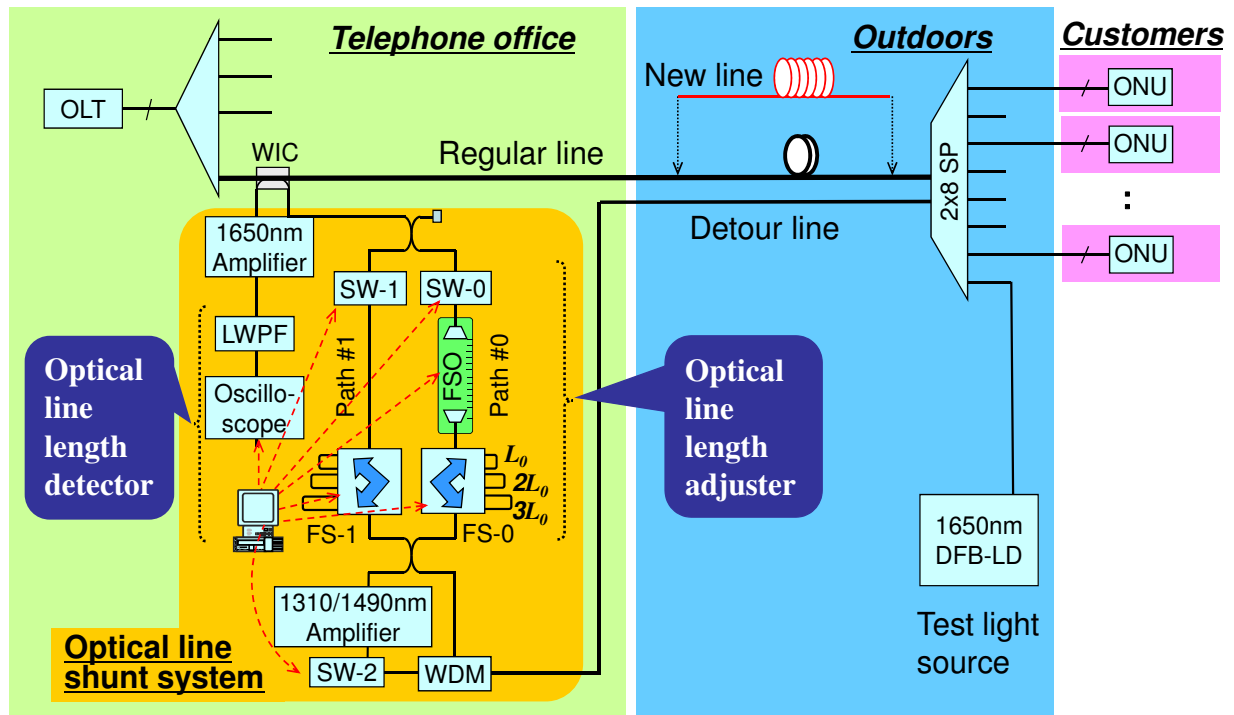 Telephone office
Outdoors
Customers
OLT
WIC
Regular line
New line
Detour line
2x8 SP
ONU
ONU
:
ONU
1650nm
Amplifier
LWPF
Oscillo-
scope
SW-1
SW-0
Path #1
FSO
Path #0
L0
2L0
3L0
FS-1
FS-0
1310/1490nm
Amplifier
SW-2
WDM
Optical
line
length
detector
Optical
line
length
adjuster
Optical line
shunt system
1650nm
DFB-LD
Test light
source